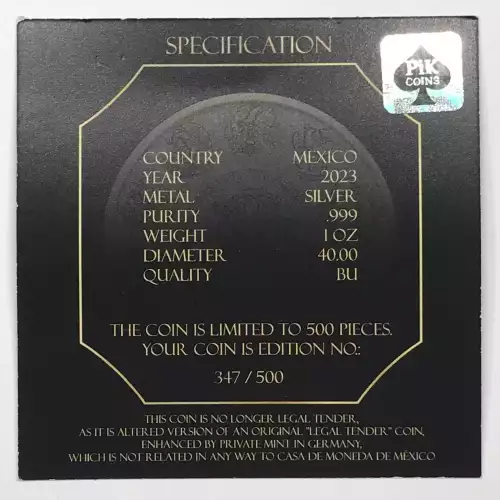 SPECIFICATION
PIK
COINS
COUNTRY MEXICO
YEAR 2023
METAL SILVER
PURITY .999
WEIGHT 1 OZ
DIAMETER 40.00
QUALITY BU
THE COIN IS LIMITED TO 500 PIECES.
YOUR COIN IS EDITION NO.:
347 / 500
THIS COIN IS NO LONGER LEGAL TENDER,
AS IT IS ALTERED VERSION OF AN ORIGINAL "LEGAL TENDER" COIN,
ENHANCED BY PRIVATE MINT IN GERMANY,
WHICH IS NOT RELATED IN ANY WAY TO CASA DE MONEDA DE MÉXICO